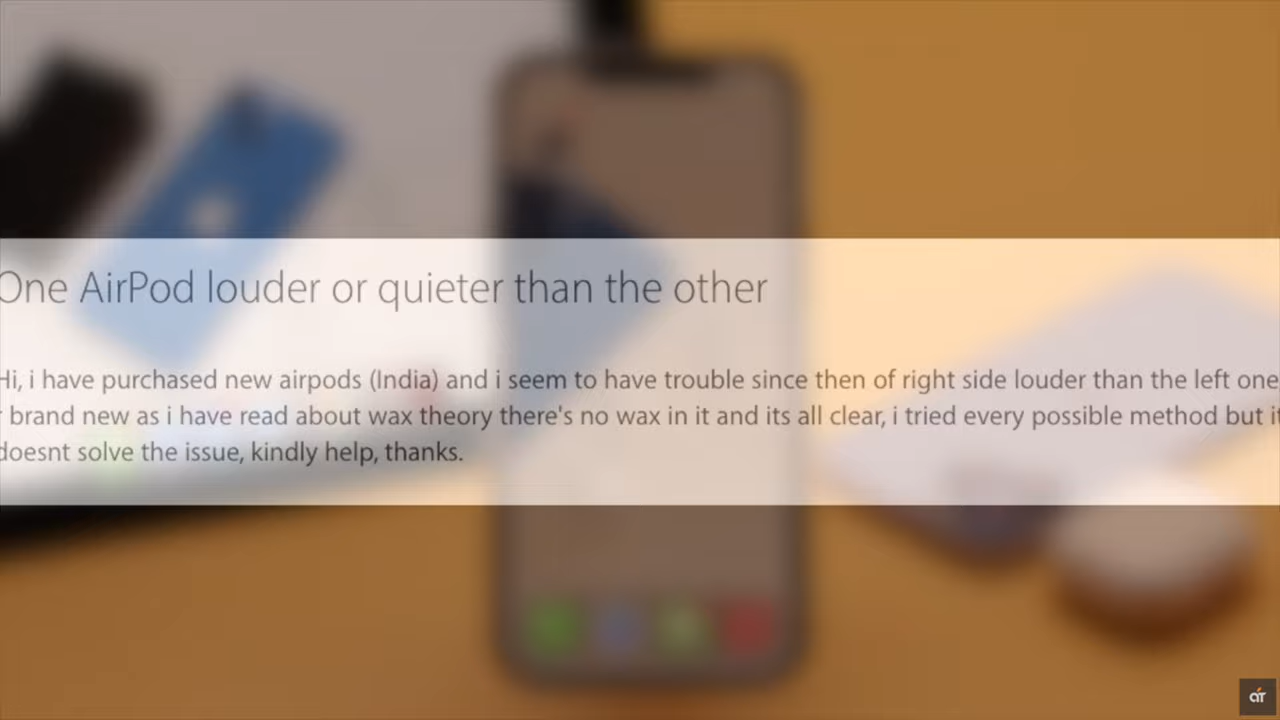 One AirPod louder or quieter than the other
Hi, i have purchased new airpods (India) and i seem to have trouble since then of right side louder than the left one
brand new as i have read about wax theory there's no wax in it and its all clear, i tried every possible method but it
doesnt solve the issue, kindly help, thanks.
ar